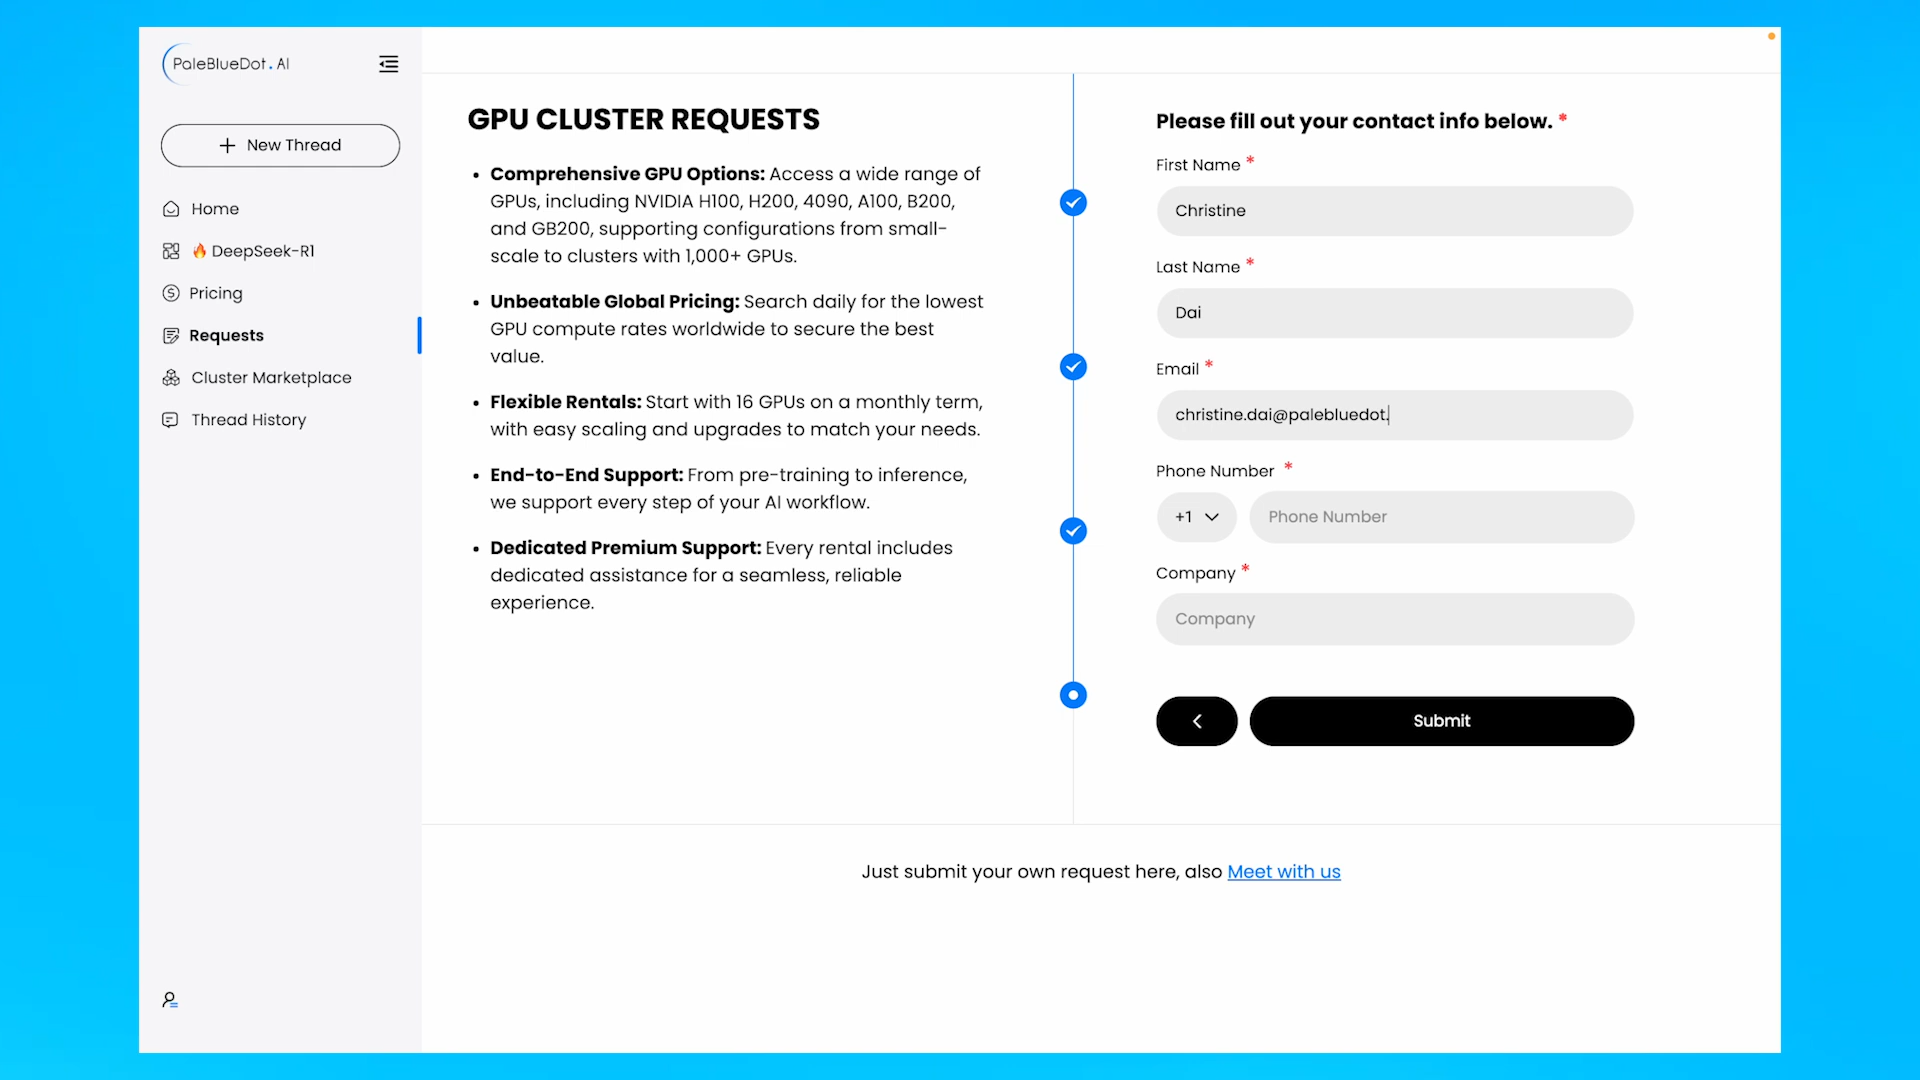 PaleBlueDot.AI
+ New Thread
Home
🔥 DeepSeek-R1
Pricing
Requests
Cluster Marketplace
Thread History
GPU CLUSTER REQUESTS
• Comprehensive GPU Options: Access a wide range of
GPUs, including NVIDIA H100, H200, 4090, A100, B200,
and GB200, supporting configurations from small-
scale to clusters with 1,000+ GPUs.
• Unbeatable Global Pricing: Search daily for the lowest
GPU compute rates worldwide to secure the best
value.
• Flexible Rentals: Start with 16 GPUs on a monthly term,
with easy scaling and upgrades to match your needs.
• End-to-End Support: From pre-training to inference,
we support every step of your AI workflow.
• Dedicated Premium Support: Every rental includes
dedicated assistance for a seamless, reliable
experience.
Please fill out your contact info below. *
First Name *
Christine
Last Name *
Dai
Email *
christine.dai@palebluedot.
Phone Number *
+1 Phone Number
Company *
Company
Submit
Just submit your own request here, also Meet with us